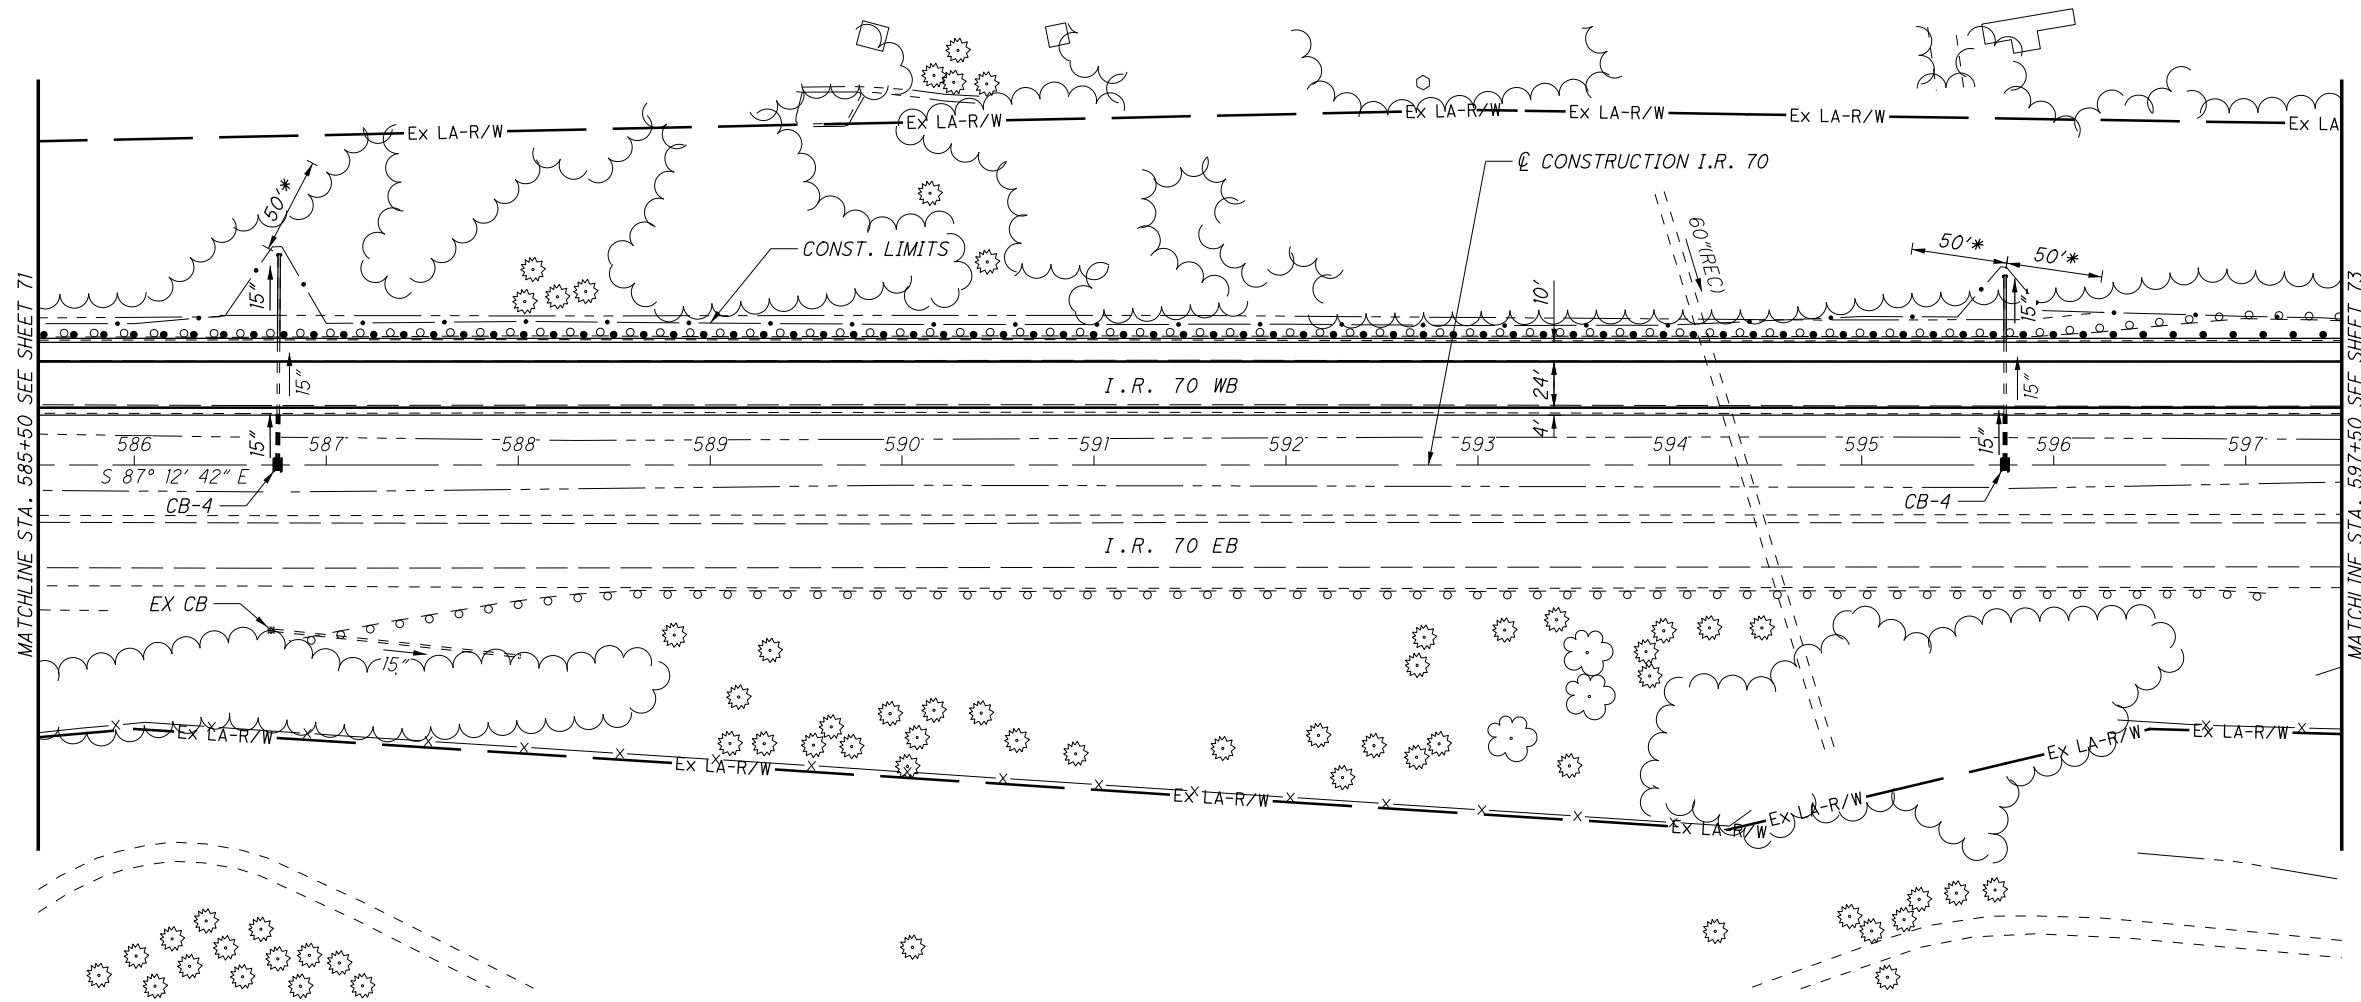 Ex LA-R/W
Ex LA-R/W
Ex LA-R/W
Ex LA-R/W
Ex LA-R/W
Ex LA
℄ CONSTRUCTION I.R. 70
50'*
60"(REC)
CONST. LIMITS
50'*
50'*
15"
10'
15"
MATCHLINE STA. 585+50 SEE SHEET 71
MATCHLINE STA. 597+50 SEE SHEET 73
15"
I.R. 70 WB
24'
15"
15"
4'
15"
586
587
588
589
590
591
592
593
594
595
596
597
S 87° 12' 42" E
CB-4
CB-4
I.R. 70 EB
EX CB
15"
Ex LA-R/W
Ex LA-R/W
Ex LA-R/W
Ex LA-R/W
Ex LA-R/W
Ex LA-R/W
Ex LA-R/W